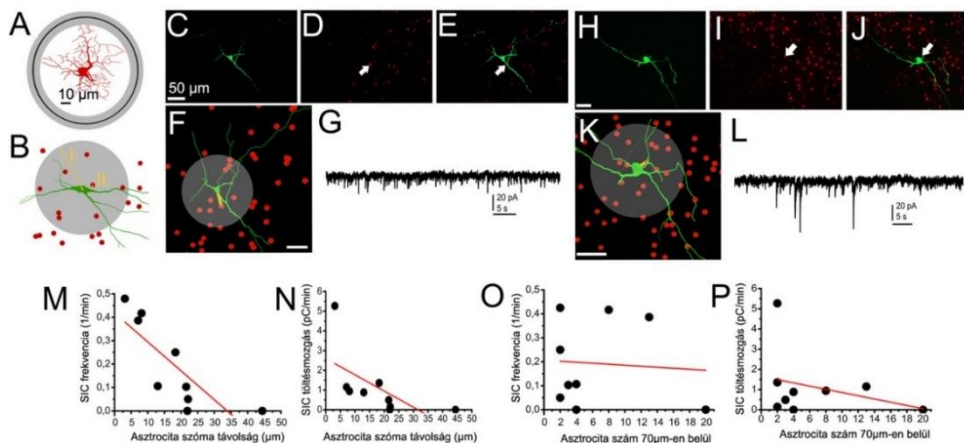 A
10 µm
C
D
E
H
I
J
50 µm
B
I
II
F
G
20 pA
5 s
K
L
20 pA
5 s
M
SIC frekvencia (1/min)
0,5
0,4
0,3
0,2
0,1
0,0
0 5 10 15 20 25 30 35 40 45 50
Asztrocita szóma távolság (µm)
N
SIC töltésmozgás (pC/min)
6
5
4
3
2
1
0
0 5 10 15 20 25 30 35 40 45 50
Asztrocita szóma távolság (µm)
O
SIC frekvencia (1/min)
0,5
0,4
0,3
0,2
0,1
0,0
0 2 4 6 8 10 12 14 16 18 20
Asztrocita szám 70µm-en belül
P
SIC töltésmozgás (pC/min)
6
5
4
3
2
1
0
0 2 4 6 8 10 12 14 16 18 20
Asztrocita szám 70µm-en belül